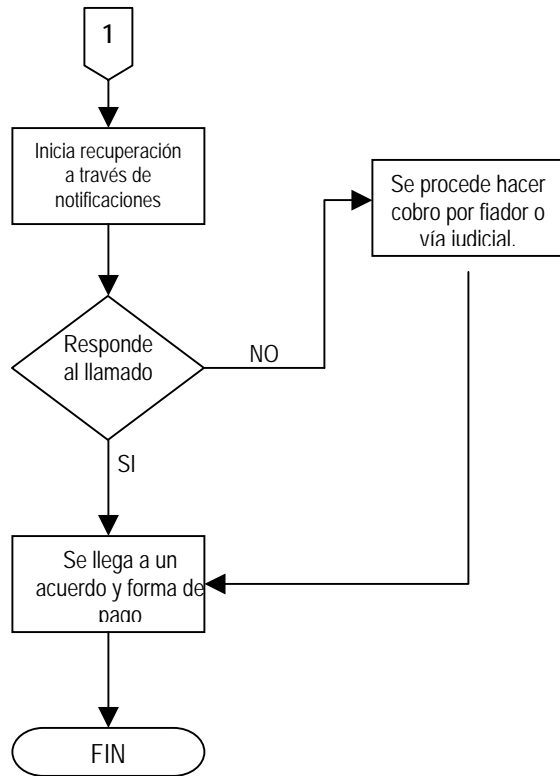 1
Inicia recuperación
a través de
notificaciones
Se procede hacer
cobro por fiador o
vía judicial.
Responde
al llamado
NO
SI
Se llega a un
acuerdo y forma de
pago
FIN